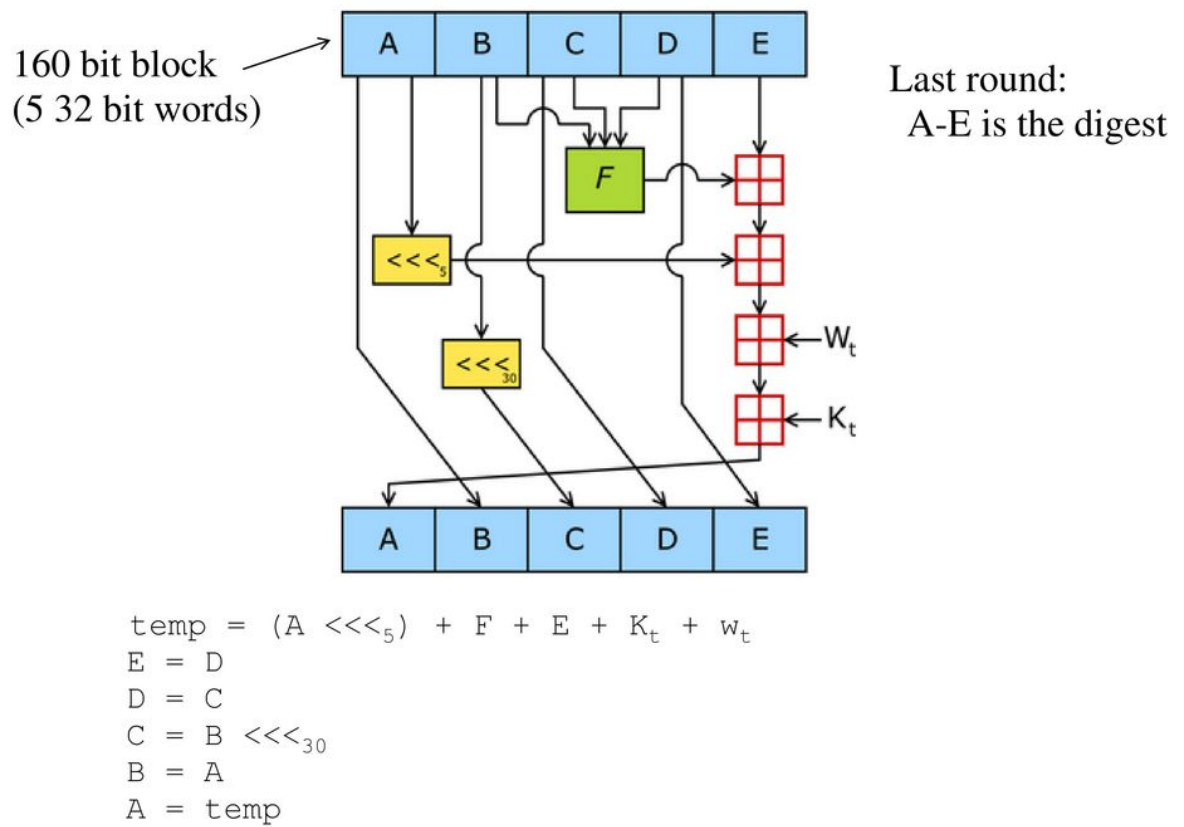 A B C D E
160 bit block
(5 32 bit words)
Last round:
A-E is the digest
F
<<<5
Wt
<<<30
Kt
A B C D E
temp = (A <<<5) + F + E + Kt + wt
E = D
D = C
C = B <<<30
B = A
A = temp